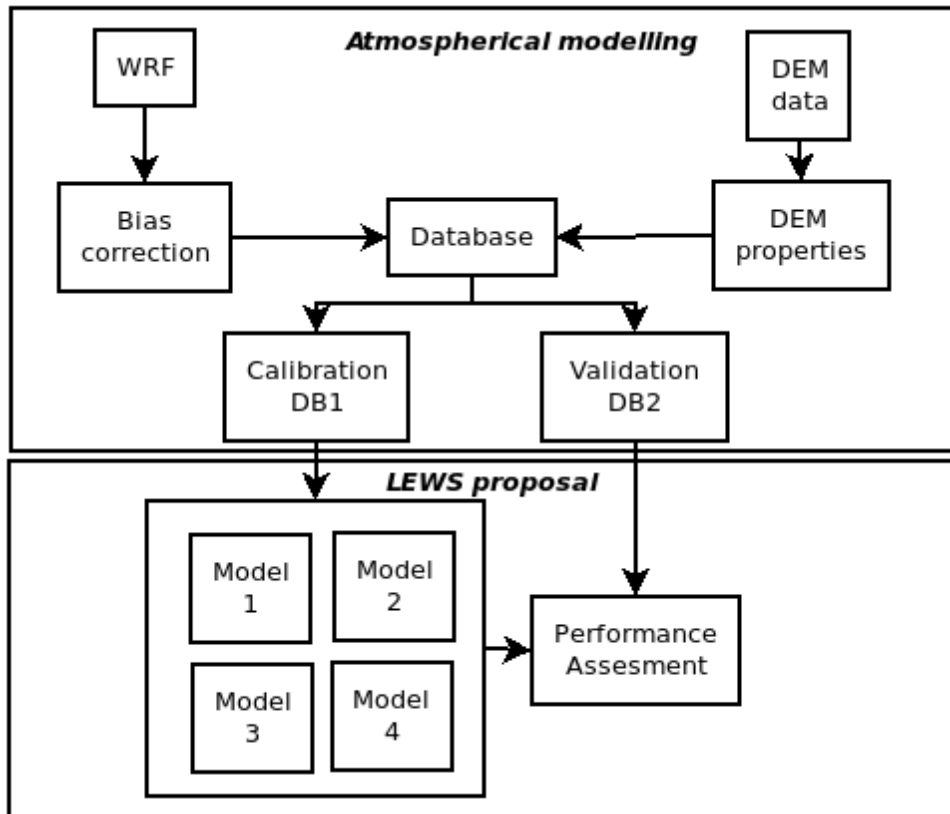 Atmospherical modelling
WRF
DEM
data
Bias
correction
Database
DEM
properties
Calibration
DB1
Validation
DB2
LEWS proposal
Model
1
Model
2
Model
3
Model
4
Performance
Assesment